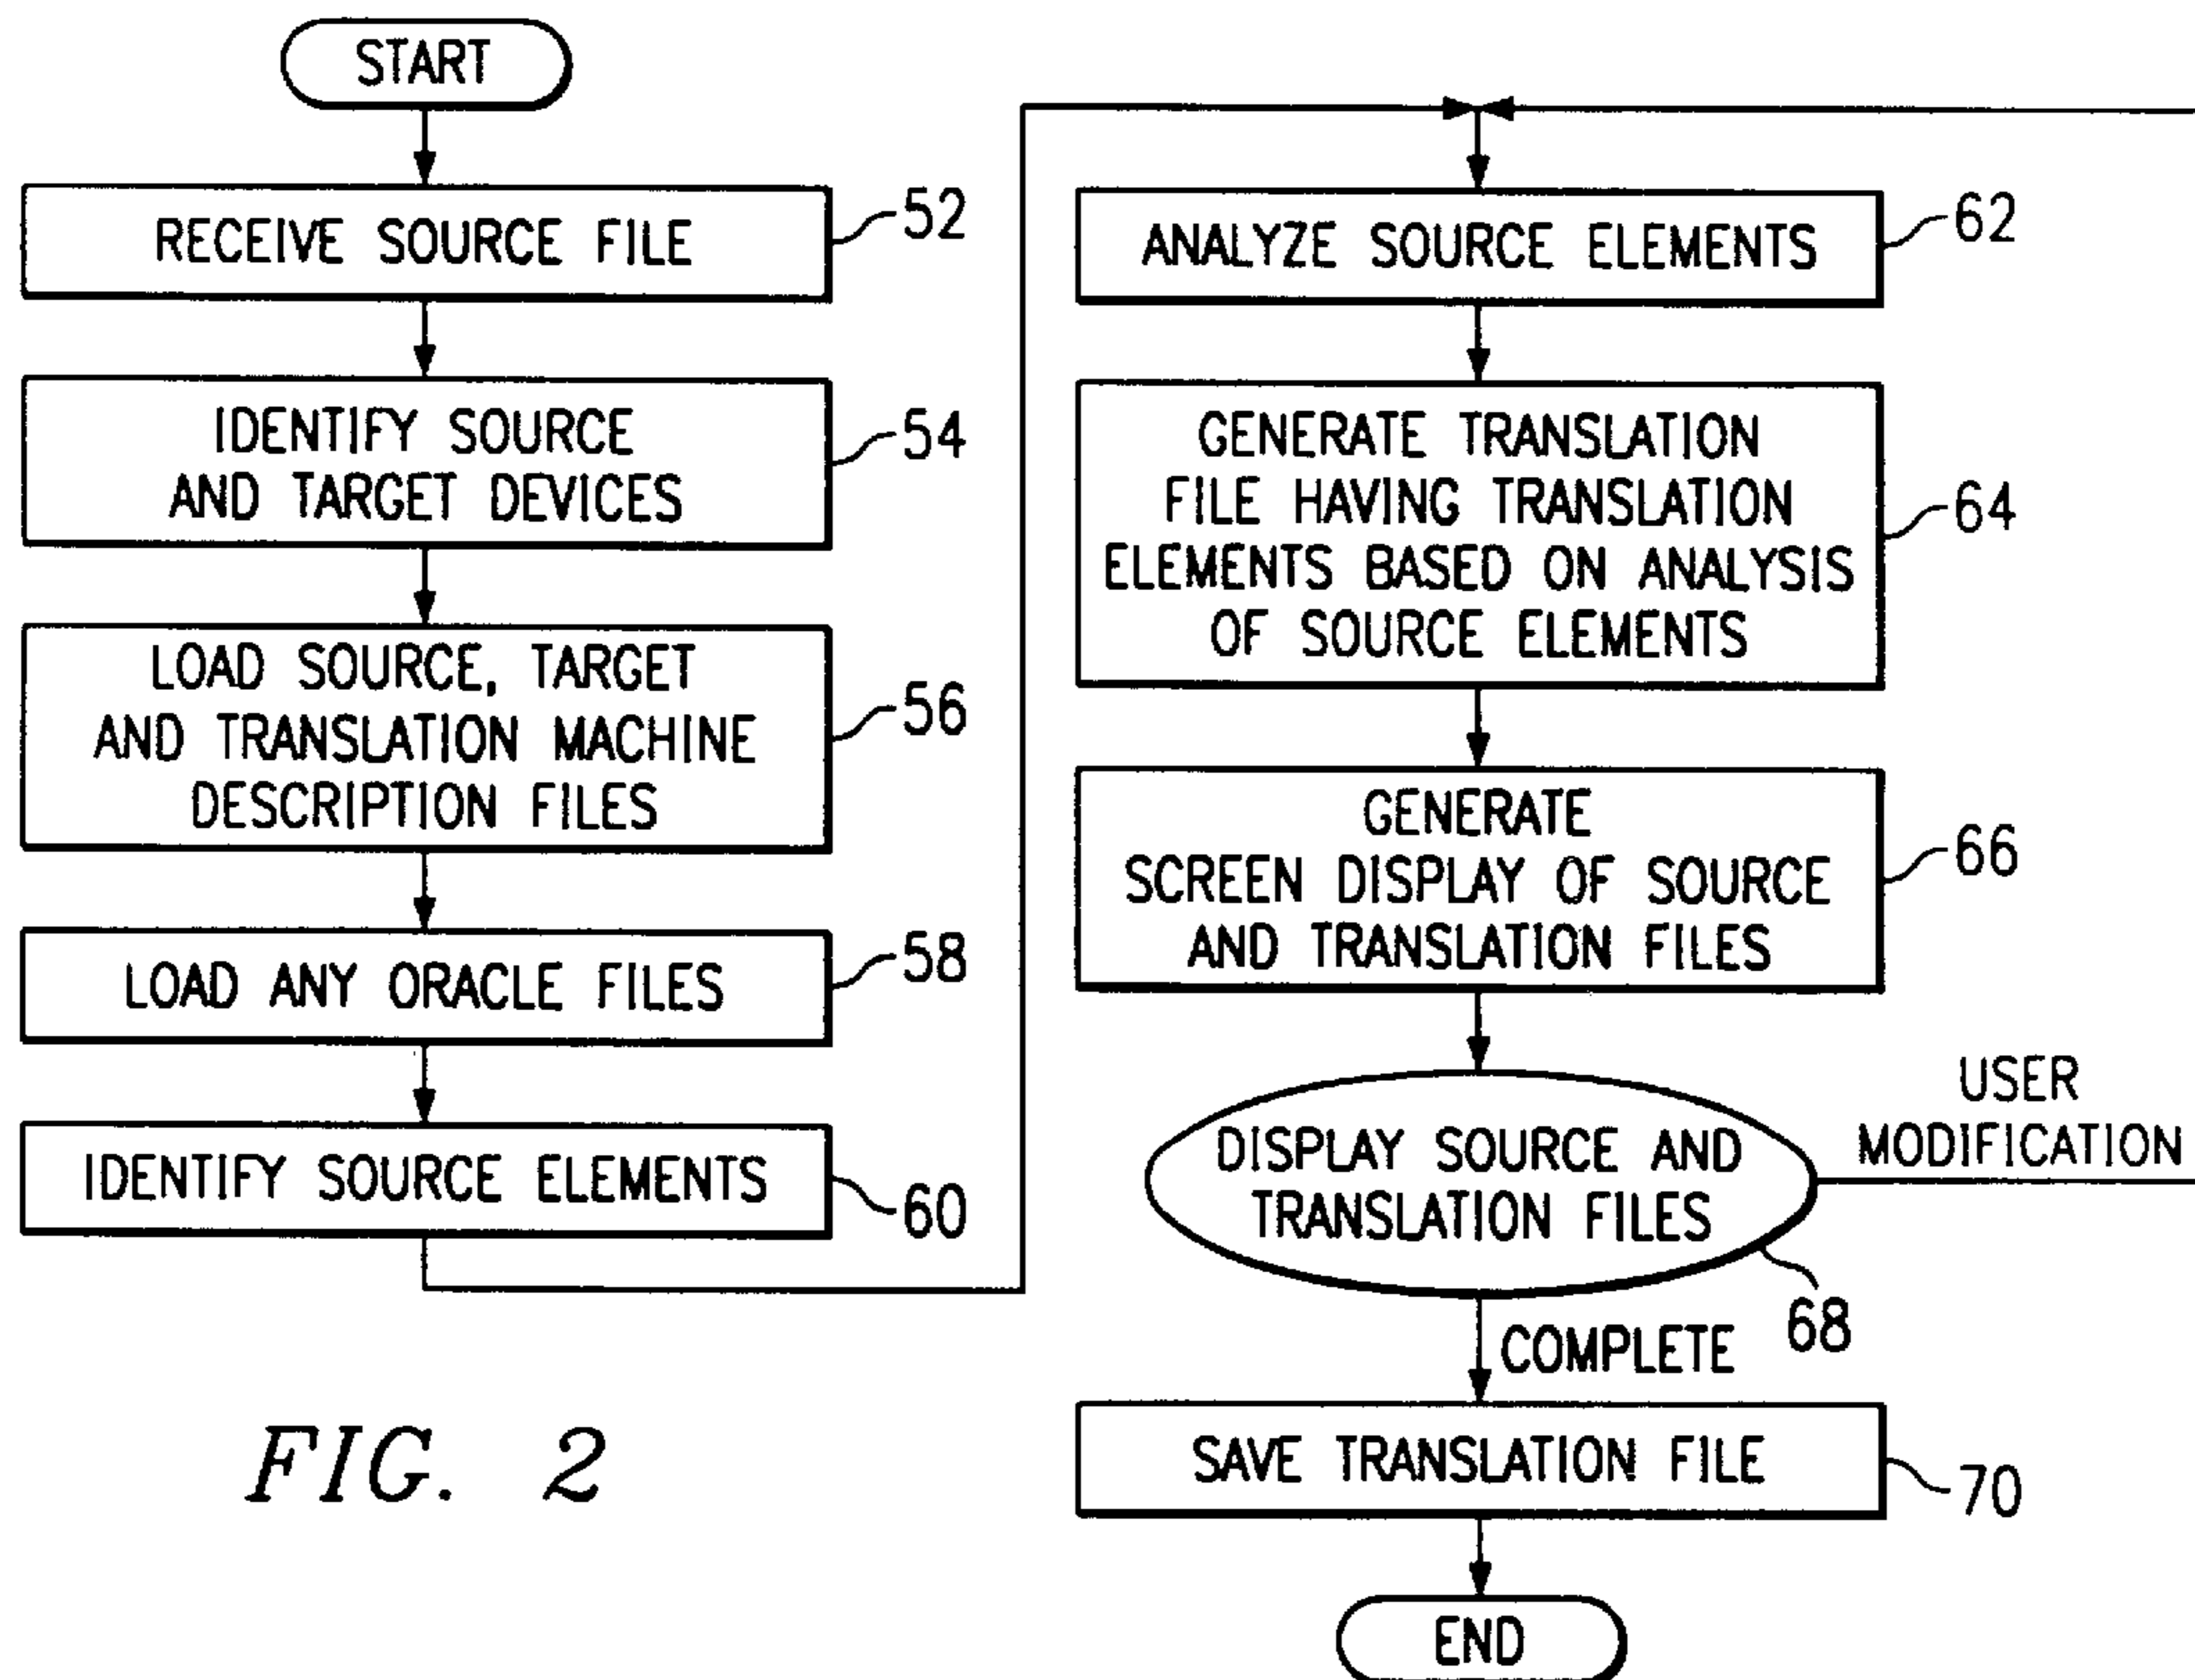 START
RECEIVE SOURCE FILE
52
IDENTIFY SOURCE
AND TARGET DEVICES
54
LOAD SOURCE, TARGET
AND TRANSLATION MACHINE
DESCRIPTION FILES
56
LOAD ANY ORACLE FILES
58
IDENTIFY SOURCE ELEMENTS
60
ANALYZE SOURCE ELEMENTS
62
GENERATE TRANSLATION
FILE HAVING TRANSLATION
ELEMENTS BASED ON ANALYSIS
OF SOURCE ELEMENTS
64
GENERATE
SCREEN DISPLAY OF SOURCE
AND TRANSLATION FILES
66
DISPLAY SOURCE AND
TRANSLATION FILES
68
USER
MODIFICATION
COMPLETE
SAVE TRANSLATION FILE
70
END
FIG. 2